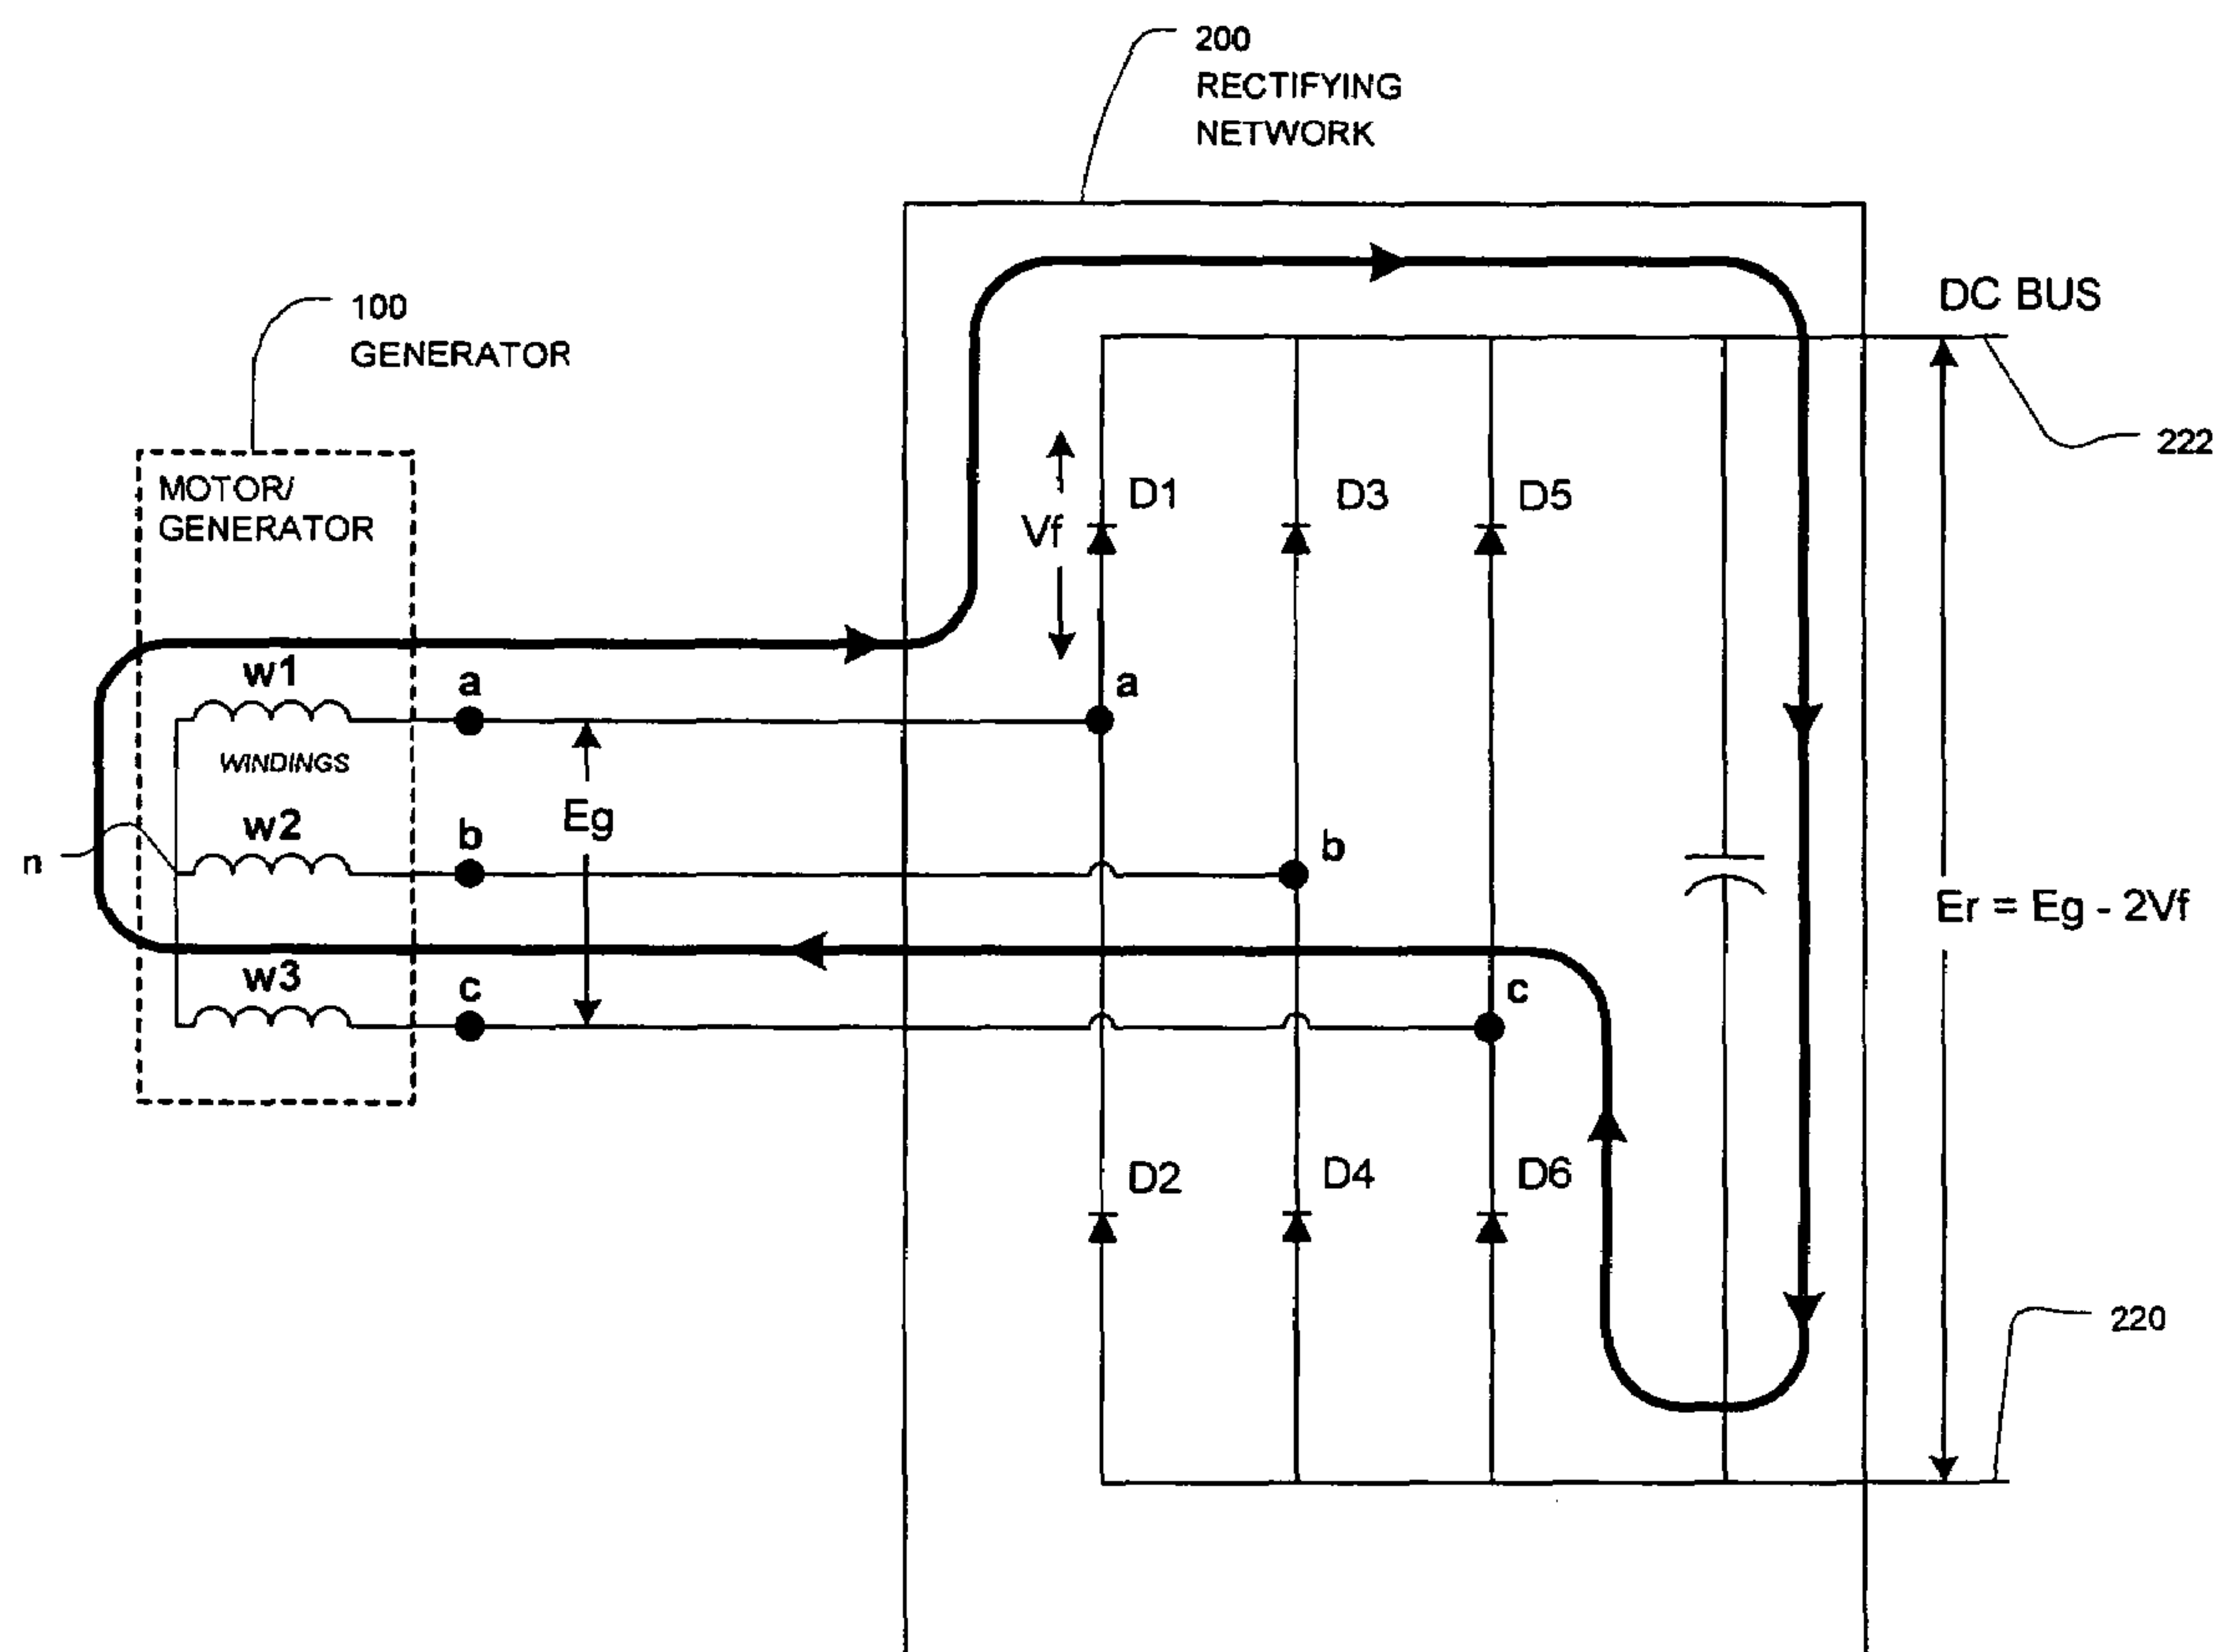 200
RECTIFYING
NETWORK
100
GENERATOR
DC BUS
222
MOTOR/
GENERATOR
D1
D3
D5
Vf
w1
a
a
WINDINGS
Eg
w2
b
b
n
Er = Eg - 2Vf
w3
c
c
D2
D4
D6
220